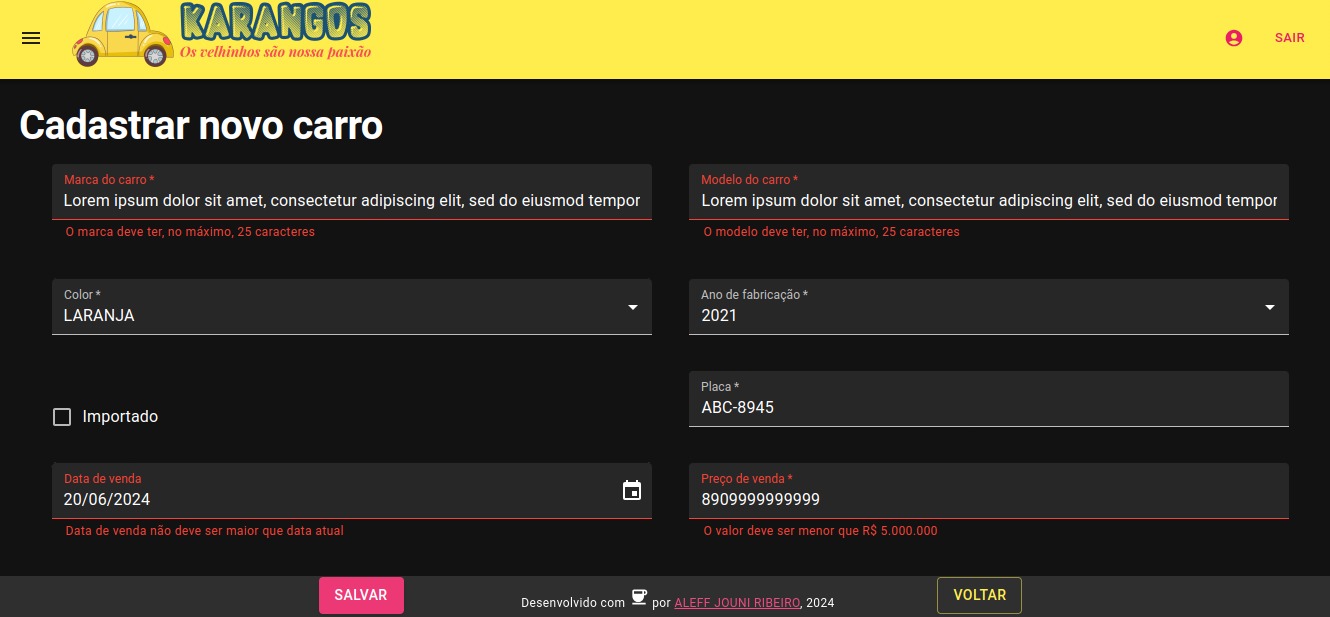 KARANGOS
Os velhinhos são nossa paixão
SAIR
Cadastrar novo carro
Marca do carro *
Lorem ipsum dolor sit amet, consectetur adipiscing elit, sed do eiusmod tempor
O marca deve ter, no máximo, 25 caracteres
Modelo do carro *
Lorem ipsum dolor sit amet, consectetur adipiscing elit, sed do eiusmod tempor
O modelo deve ter, no máximo, 25 caracteres
Color *
LARANJA
Ano de fabricação *
2021
Importado
Placa *
ABC-8945
Data de venda
20/06/2024
Data de venda não deve ser maior que data atual
Preço de venda *
8909999999999
O valor deve ser menor que R$ 5.000.000
SALVAR
Desenvolvido com por ALEFF JOUNI RIBEIRO, 2024
VOLTAR